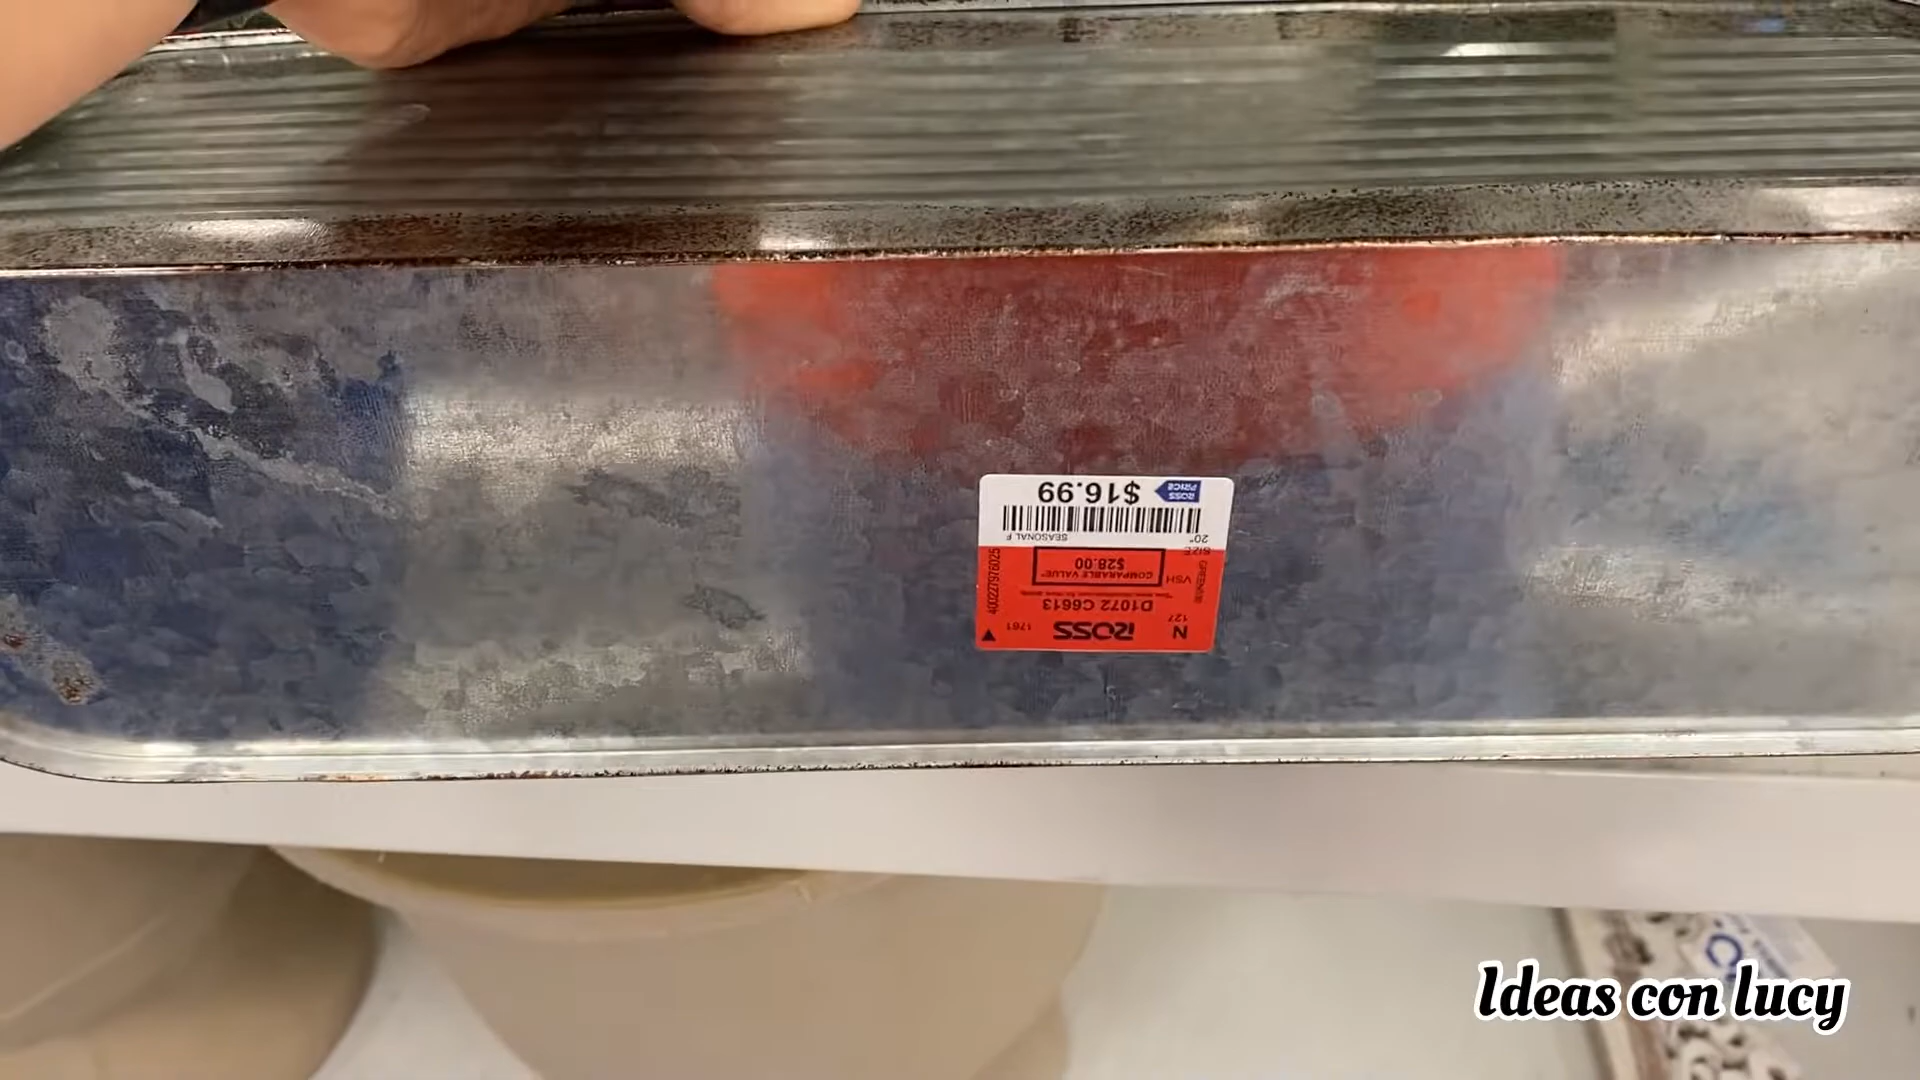 ROSS
N
127
1761
D1072 C6613
COMPARABLE VALUE*
$28.00
VSH
SIZE
20"
SEASONAL F
400227976025
$16.99
ROSS
PRICE
Ideas con lucy